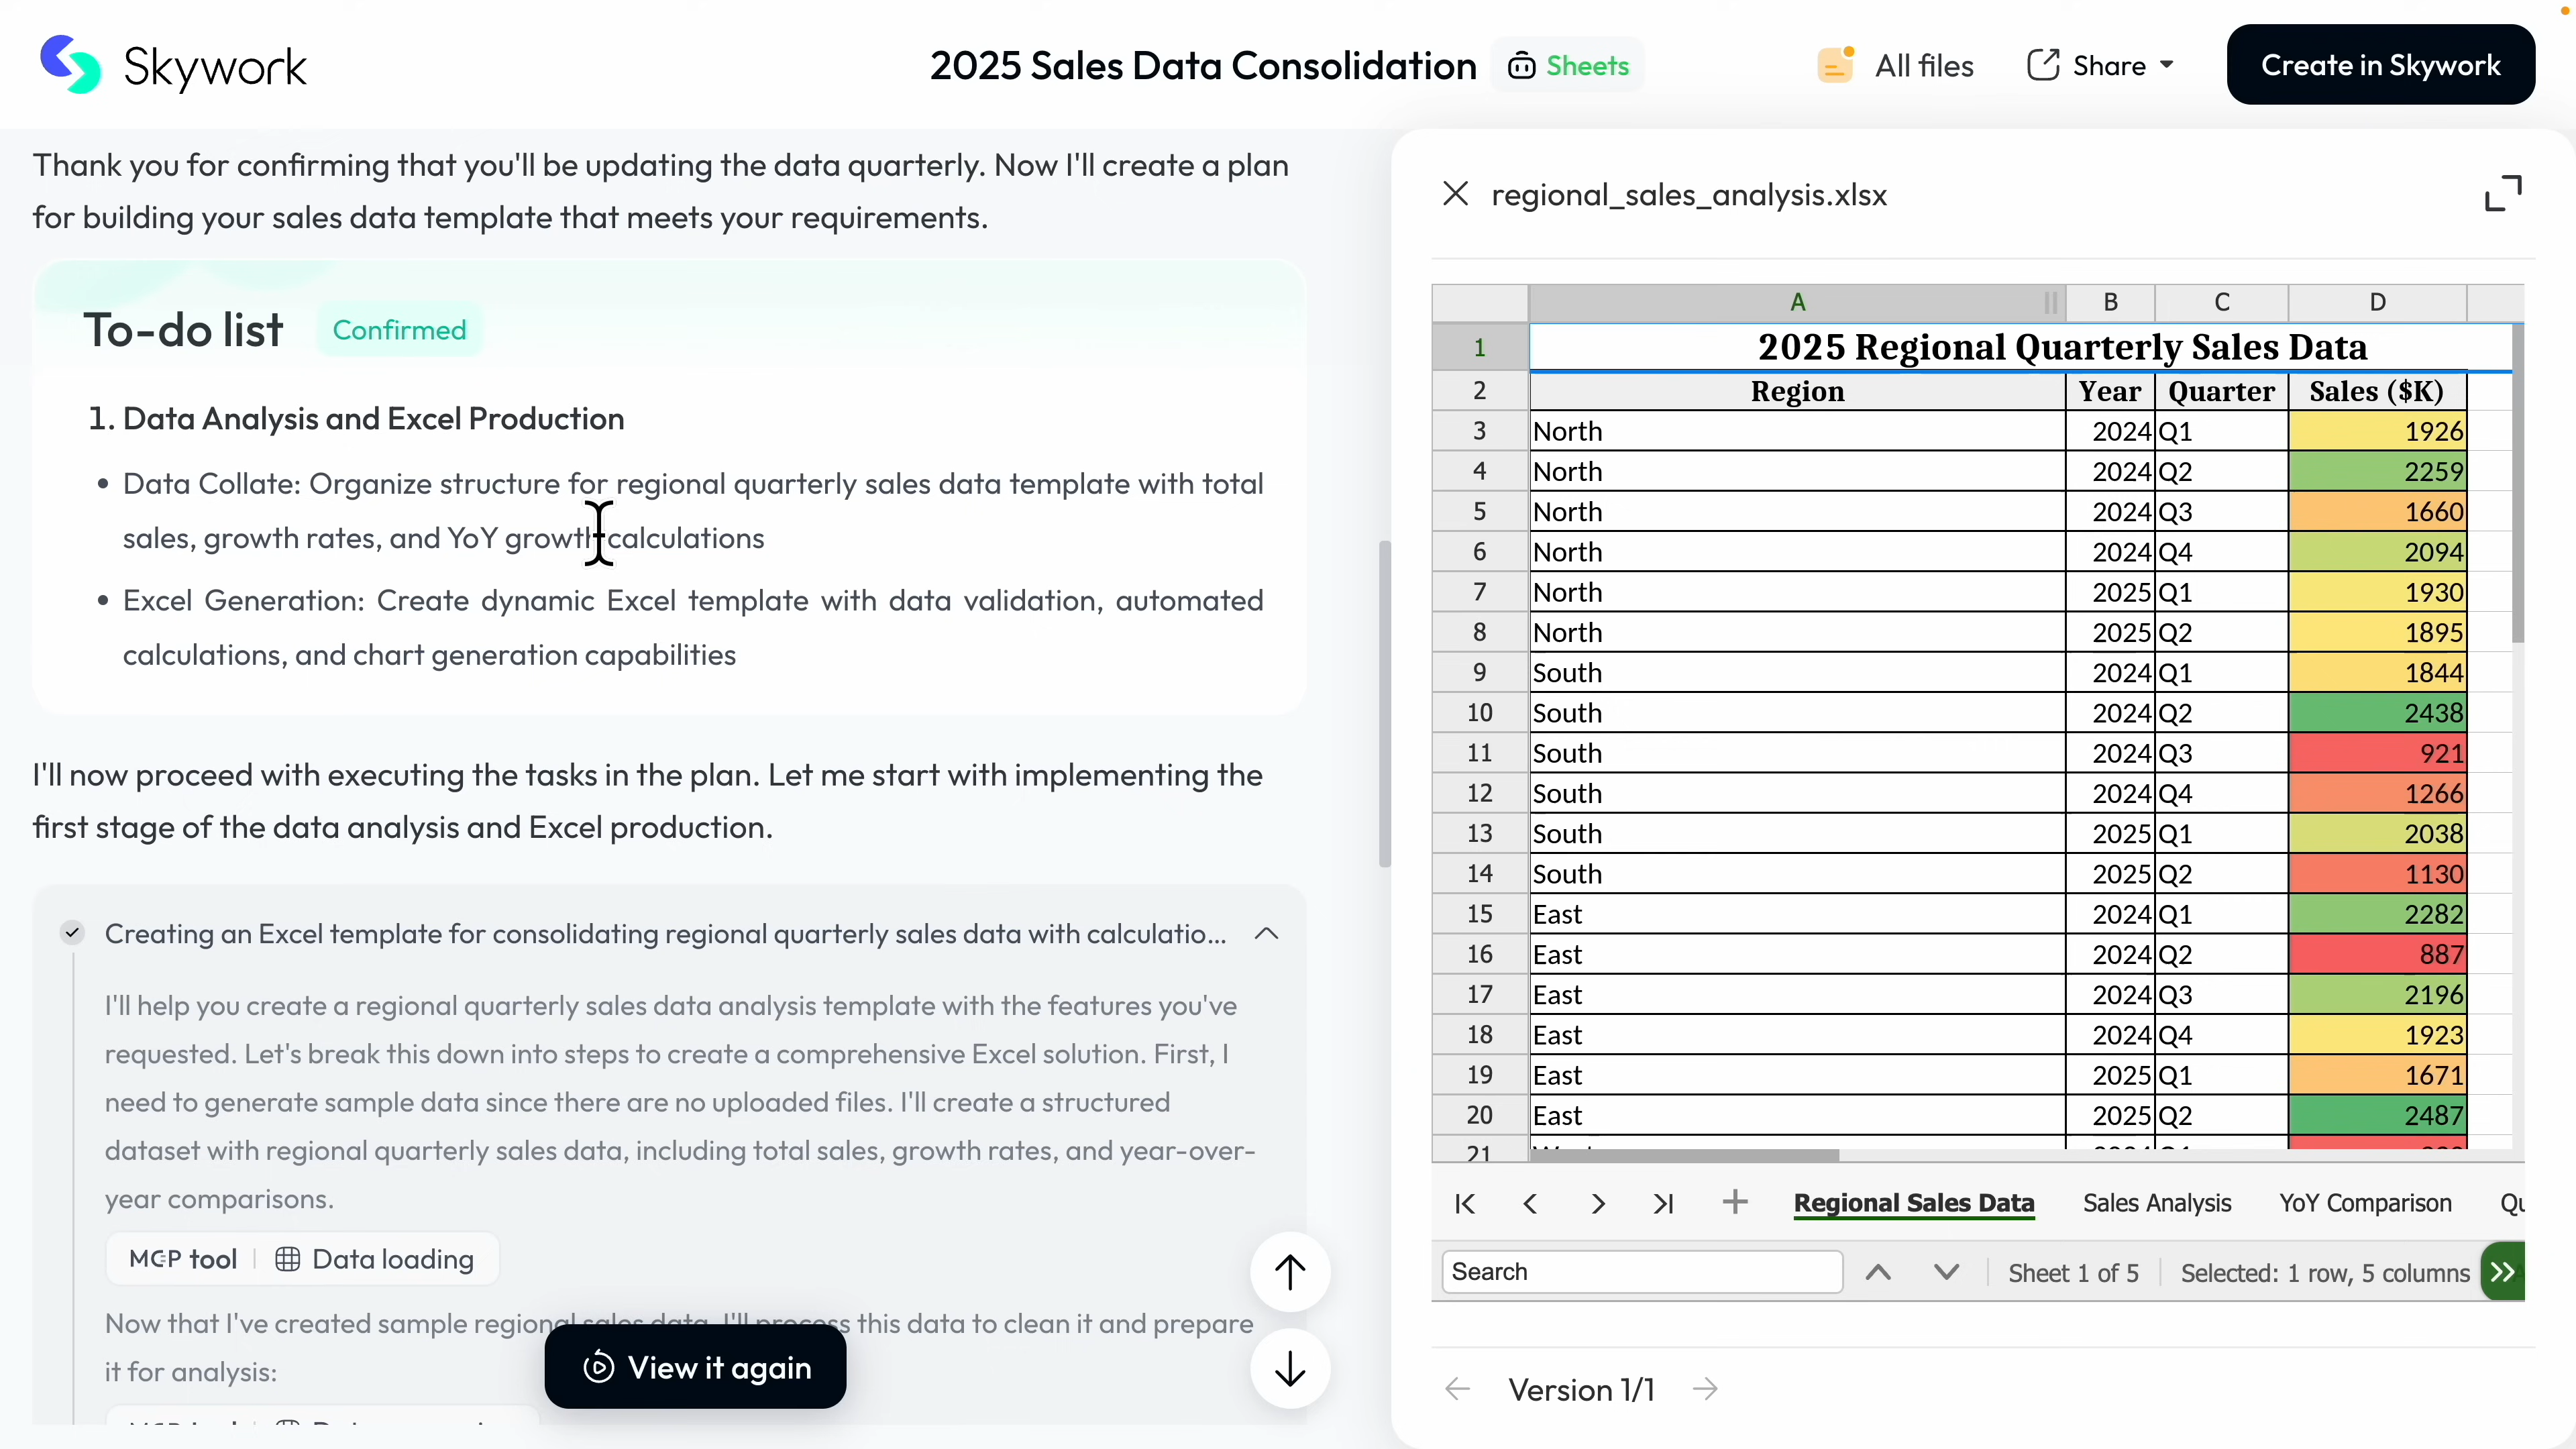 Skywork
2025 Sales Data Consolidation
Sheets
All files
Share
Create in Skywork
Thank you for confirming that you'll be updating the data quarterly. Now I'll create a plan
for building your sales data template that meets your requirements.
To-do list
Confirmed
1. Data Analysis and Excel Production
• Data Collate: Organize structure for regional quarterly sales data template with total
sales, growth rates, and YoY growth calculations
• Excel Generation: Create dynamic Excel template with data validation, automated
calculations, and chart generation capabilities
I'll now proceed with executing the tasks in the plan. Let me start with implementing the
first stage of the data analysis and Excel production.
Creating an Excel template for consolidating regional quarterly sales data with calculatio...
I'll help you create a regional quarterly sales data analysis template with the features you've
requested. Let's break this down into steps to create a comprehensive Excel solution. First, I
need to generate sample data since there are no uploaded files. I'll create a structured
dataset with regional quarterly sales data, including total sales, growth rates, and year-over-
year comparisons.
MCP tool | Data loading
Now that I've created sample regional sales data, I'll process this data to clean it and prepare
it for analysis:
View it again
regional_sales_analysis.xlsx
A B C D
1 2025 Regional Quarterly Sales Data
2 Region Year Quarter Sales ($K)
3 North 2024 Q1 1926
4 North 2024 Q2 2259
5 North 2024 Q3 1660
6 North 2024 Q4 2094
7 North 2025 Q1 1930
8 North 2025 Q2 1895
9 South 2024 Q1 1844
10 South 2024 Q2 2438
11 South 2024 Q3 921
12 South 2024 Q4 1266
13 South 2025 Q1 2038
14 South 2025 Q2 1130
15 East 2024 Q1 2282
16 East 2024 Q2 887
17 East 2024 Q3 2196
18 East 2024 Q4 1923
19 East 2025 Q1 1671
20 East 2025 Q2 2487
21
Regional Sales Data Sales Analysis YoY Comparison Qu
Search Sheet 1 of 5 Selected: 1 row, 5 columns
Version 1/1